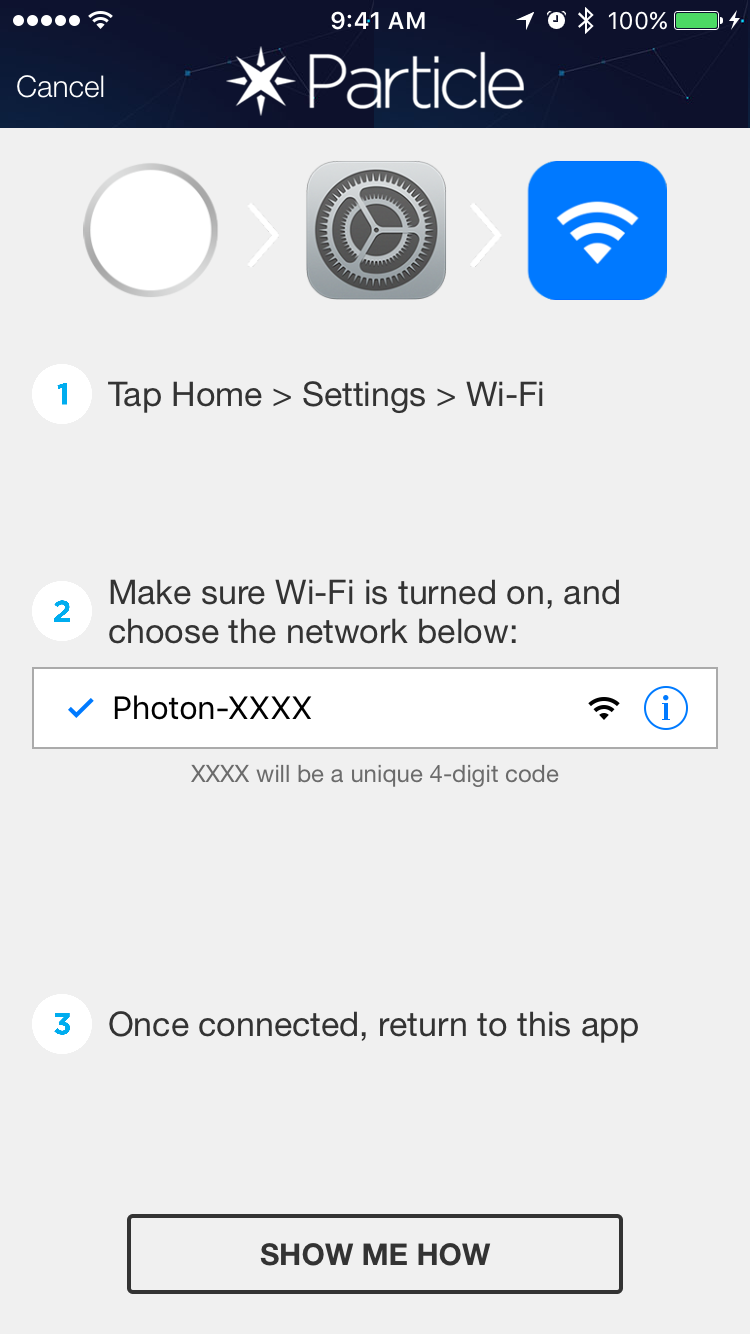 9:41 AM
100%
Cancel
Particle
1 Tap Home > Settings > Wi-Fi
2 Make sure Wi-Fi is turned on, and
choose the network below:
Photon-XXXX
XXXX will be a unique 4-digit code
3 Once connected, return to this app
SHOW ME HOW